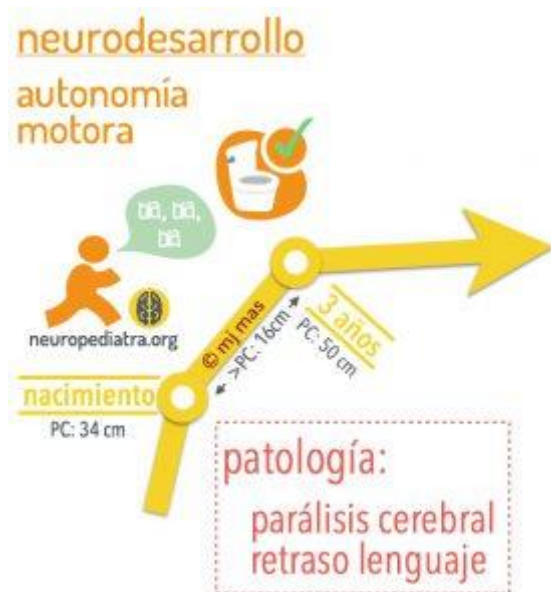 neurodesarrollo
autonomía
motora
bla, bla,
bla
neuropediatra.org
© mj mas
>PC: 16cm
3 años
PC: 50 cm
nacimiento
PC: 34 cm
patología:
parálisis cerebral
retraso lenguaje